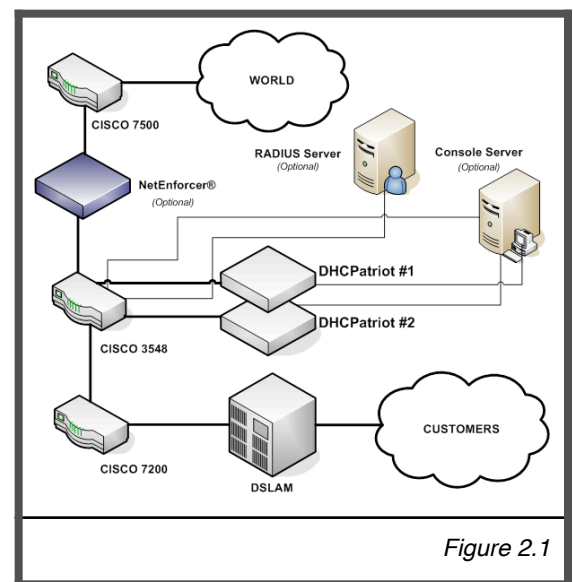 WORLD
CISCO 7500
RADIUS Server
(Optional)
Console Server
(Optional)
NetEnforcer®
(Optional)
DHCPatriot #1
DHCPatriot #2
CISCO 3548
CUSTOMERS
CISCO 7200
DSLAM
Figure 2.1